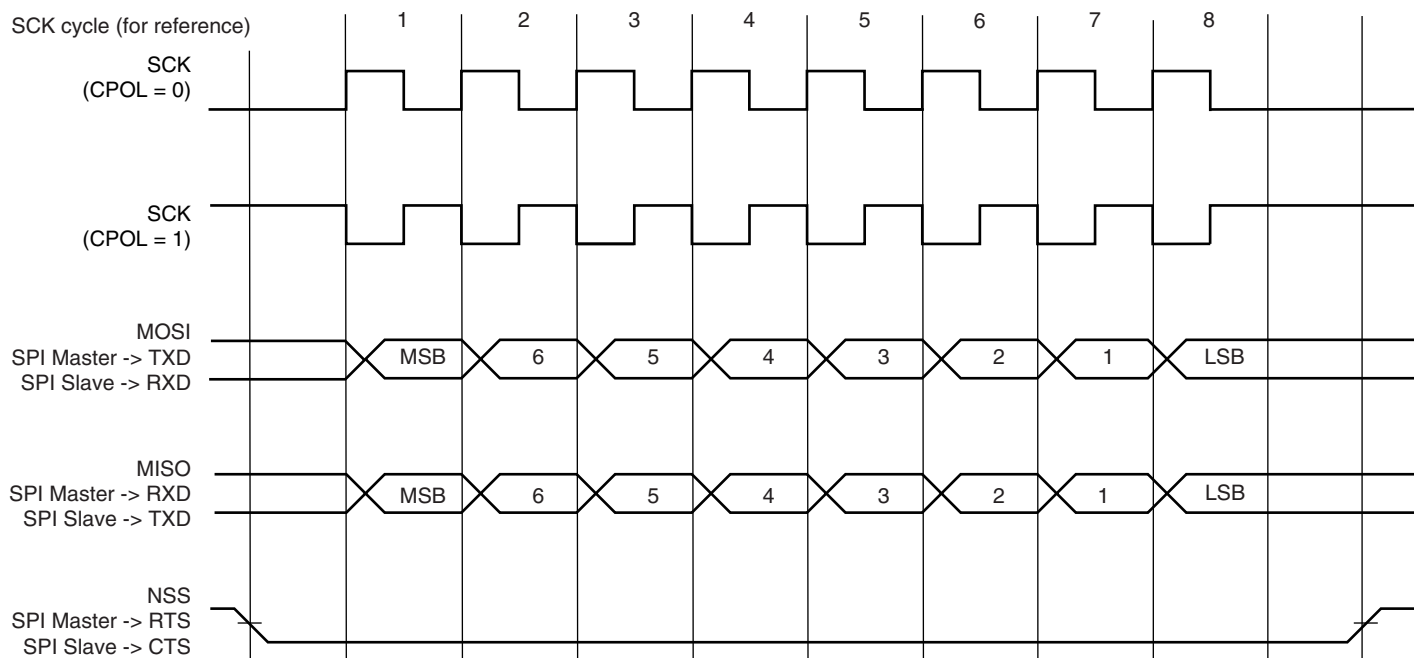 SCK cycle (for reference)
1 2 3 4 5 6 7 8
SCK
(CPOL = 0)
SCK
(CPOL = 1)
MOSI
SPI Master -> TXD
SPI Slave -> RXD
MSB 6 5 4 3 2 1 LSB
MISO
SPI Master -> RXD
SPI Slave -> TXD
MSB 6 5 4 3 2 1 LSB
NSS
SPI Master -> RTS
SPI Slave -> CTS